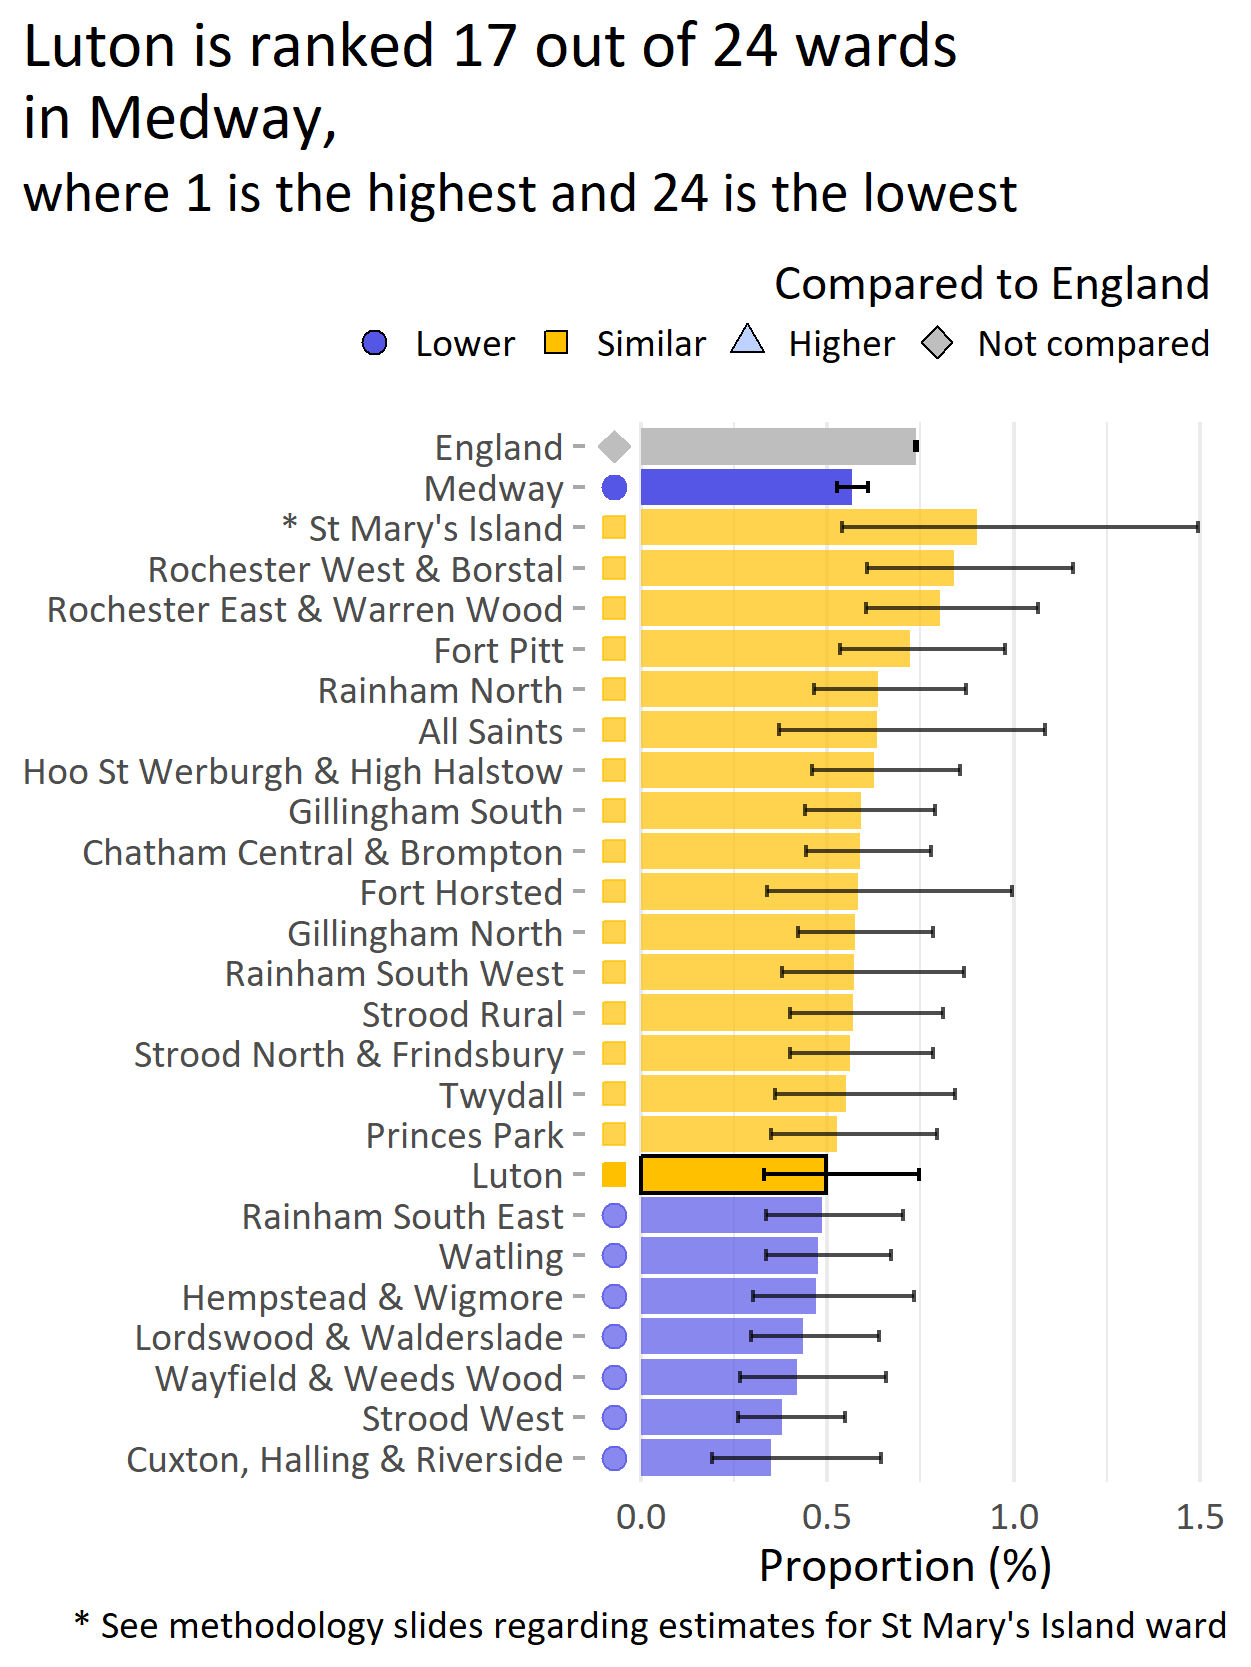 Luton is ranked 17 out of 24 wards
in Medway,
where 1 is the highest and 24 is the lowest
Compared to England
Lower Similar Higher Not compared
England
Medway
* St Mary's Island
Rochester West & Borstal
Rochester East & Warren Wood
Fort Pitt
Rainham North
All Saints
Hoo St Werburgh & High Halstow
Gillingham South
Chatham Central & Brompton
Fort Horsted
Gillingham North
Rainham South West
Strood Rural
Strood North & Frindsbury
Twydall
Princes Park
Luton
Rainham South East
Watling
Hempstead & Wigmore
Lordswood & Walderslade
Wayfield & Weeds Wood
Strood West
Cuxton, Halling & Riverside
0.0 0.5 1.0 1.5
Proportion (%)
* See methodology slides regarding estimates for St Mary's Island ward